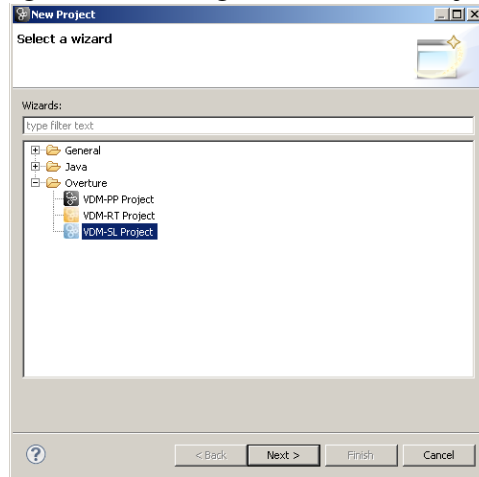 New Project
Select a wizard
Wizards:
type filter text
General
Java
Overture
VDM-PP Project
VDM-RT Project
VDM-SL Project
< Back Next > Finish Cancel